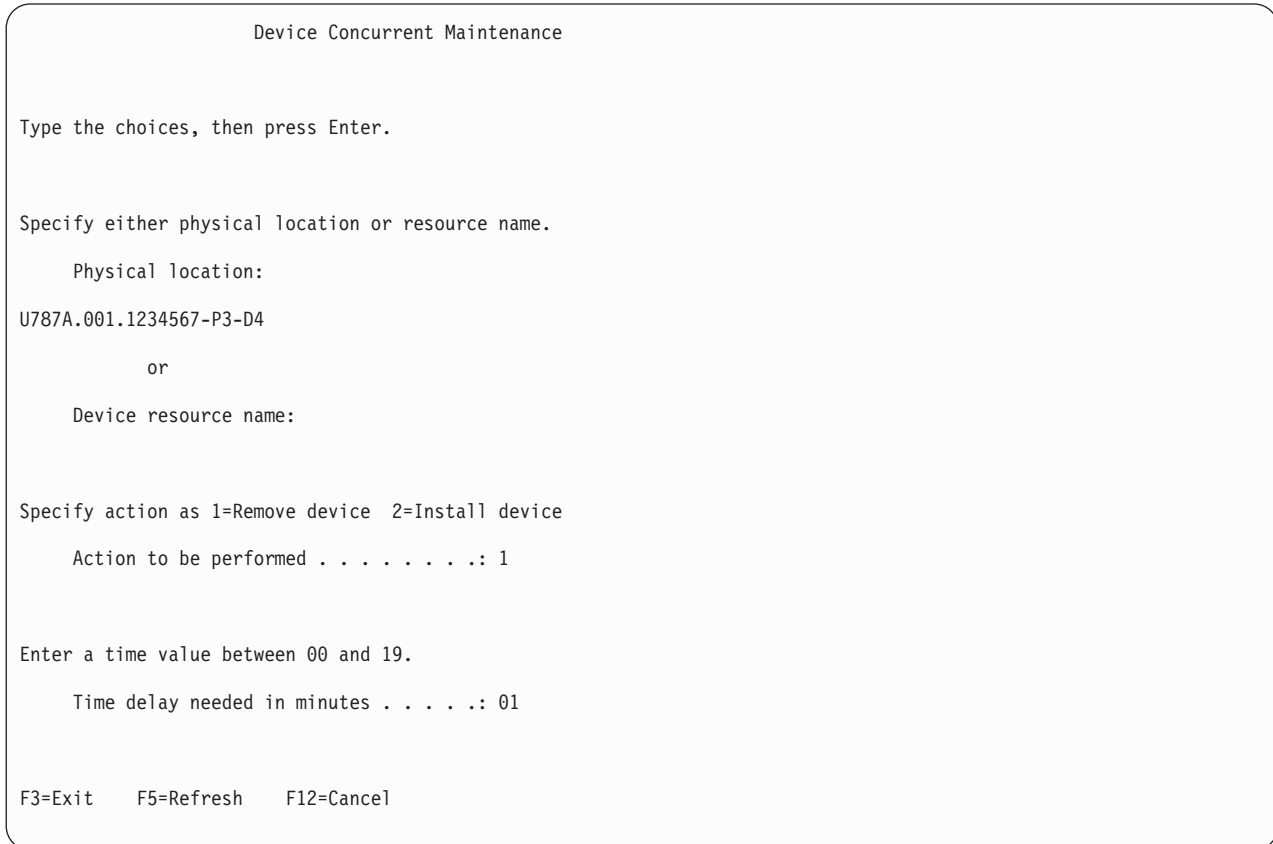 Device Concurrent Maintenance
Type the choices, then press Enter.
Specify either physical location or resource name.
Physical location:
U787A.001.1234567-P3-D4
or
Device resource name:
Specify action as 1=Remove device  2=Install device
Action to be performed . . . . . . . .: 1
Enter a time value between 00 and 19.
Time delay needed in minutes . . . . .: 01
F3=Exit    F5=Refresh    F12=Cancel